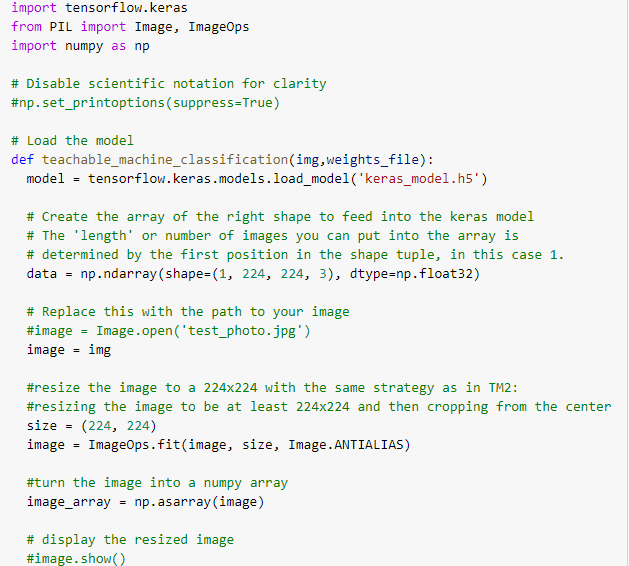 import tensorflow.keras
from PIL import Image, ImageOps
import numpy as np
# Disable scientific notation for clarity
#np.set_printoptions(suppress=True)
# Load the model
def teachable_machine_classification(img,weights_file):
  model = tensorflow.keras.models.load_model('keras_model.h5')
  # Create the array of the right shape to feed into the keras model
  # The 'length' or number of images you can put into the array is
  # determined by the first position in the shape tuple, in this case 1.
  data = np.ndarray(shape=(1, 224, 224, 3), dtype=np.float32)
  # Replace this with the path to your image
  #image = Image.open('test_photo.jpg')
  image = img
  #resize the image to a 224x224 with the same strategy as in TM2:
  #resizing the image to be at least 224x224 and then cropping from the center
  size = (224, 224)
  image = ImageOps.fit(image, size, Image.ANTIALIAS)
  #turn the image into a numpy array
  image_array = np.asarray(image)
  # display the resized image
  #image.show()